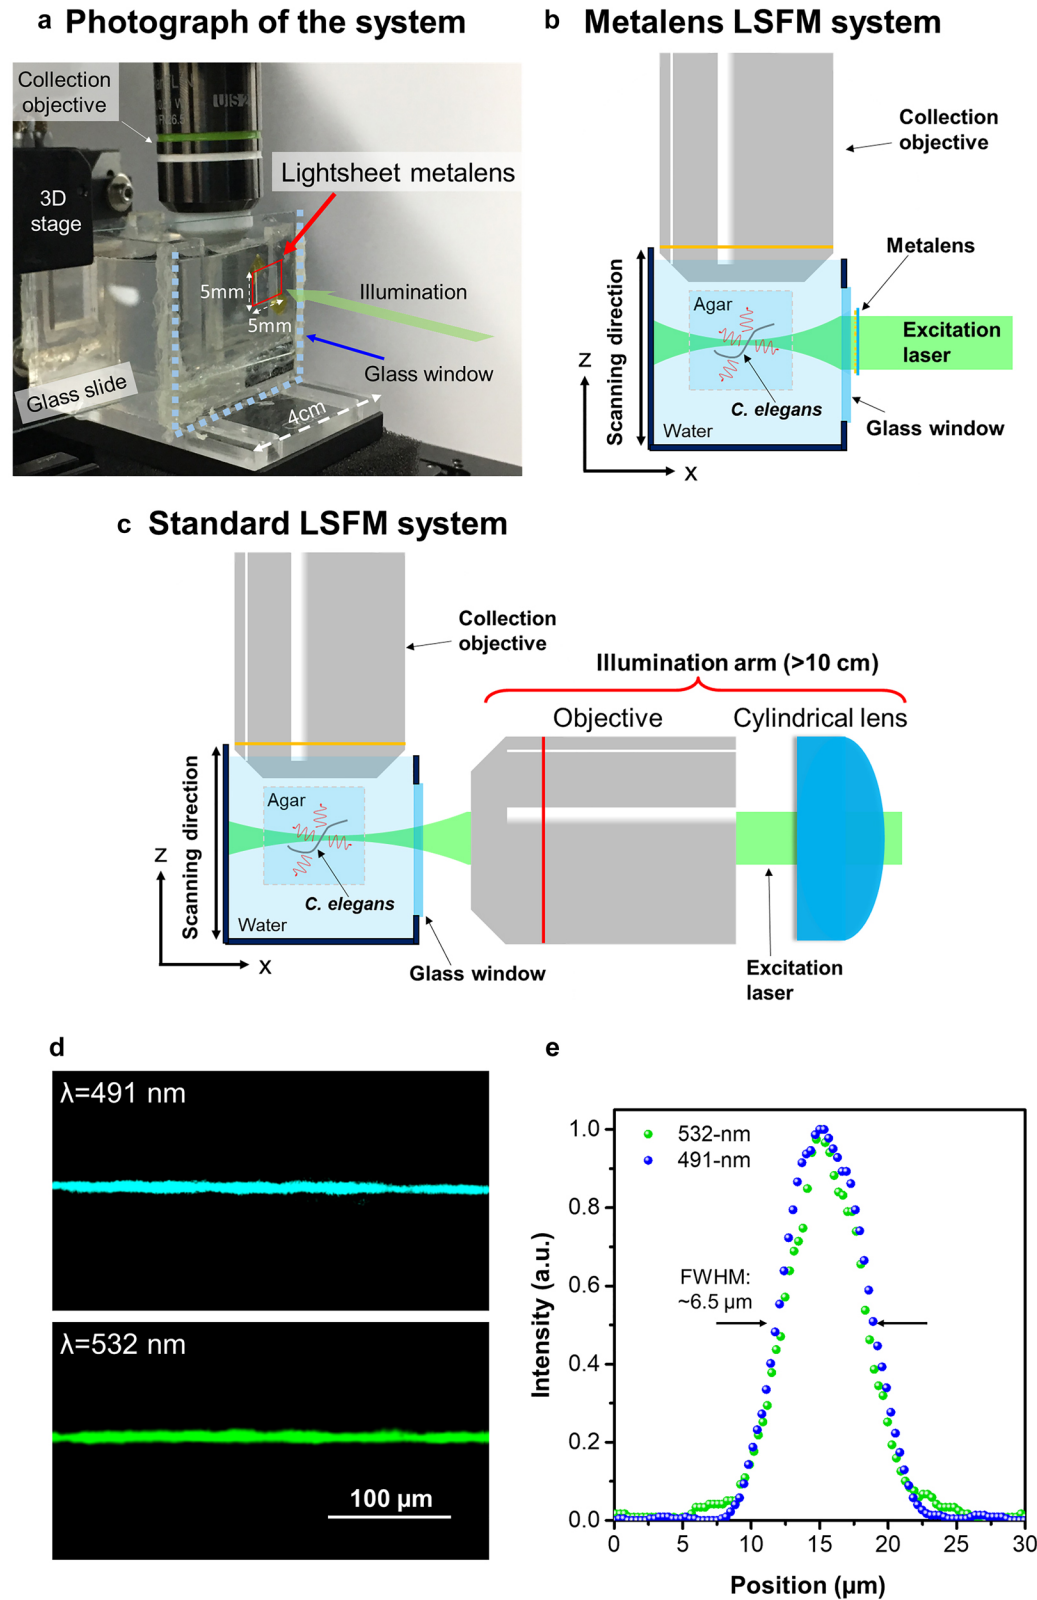 a Photograph of the system
Collection
objective
U S 2
26.5
3D
stage
Lightsheet metalens
5mm
5mm
Illumination
Glass window
Glass slide
4cm
b Metalens LSFM system
Collection
objective
Metalens
Scanning direction
Agar
Excitation
laser
C. elegans
Water
Glass window
Z
X
c Standard LSFM system
Collection
objective
Illumination arm (>10 cm)
Objective
Cylindrical lens
Scanning direction
Agar
C. elegans
Water
Z
X
Glass window
Excitation
laser
d
λ=491 nm
λ=532 nm
100 μm
e
532-nm
491-nm
FWHM:
~6.5 μm
Intensity (a.u.)
1.0
0.8
0.6
0.4
0.2
0.0
0 5 10 15 20 25 30
Position (μm)